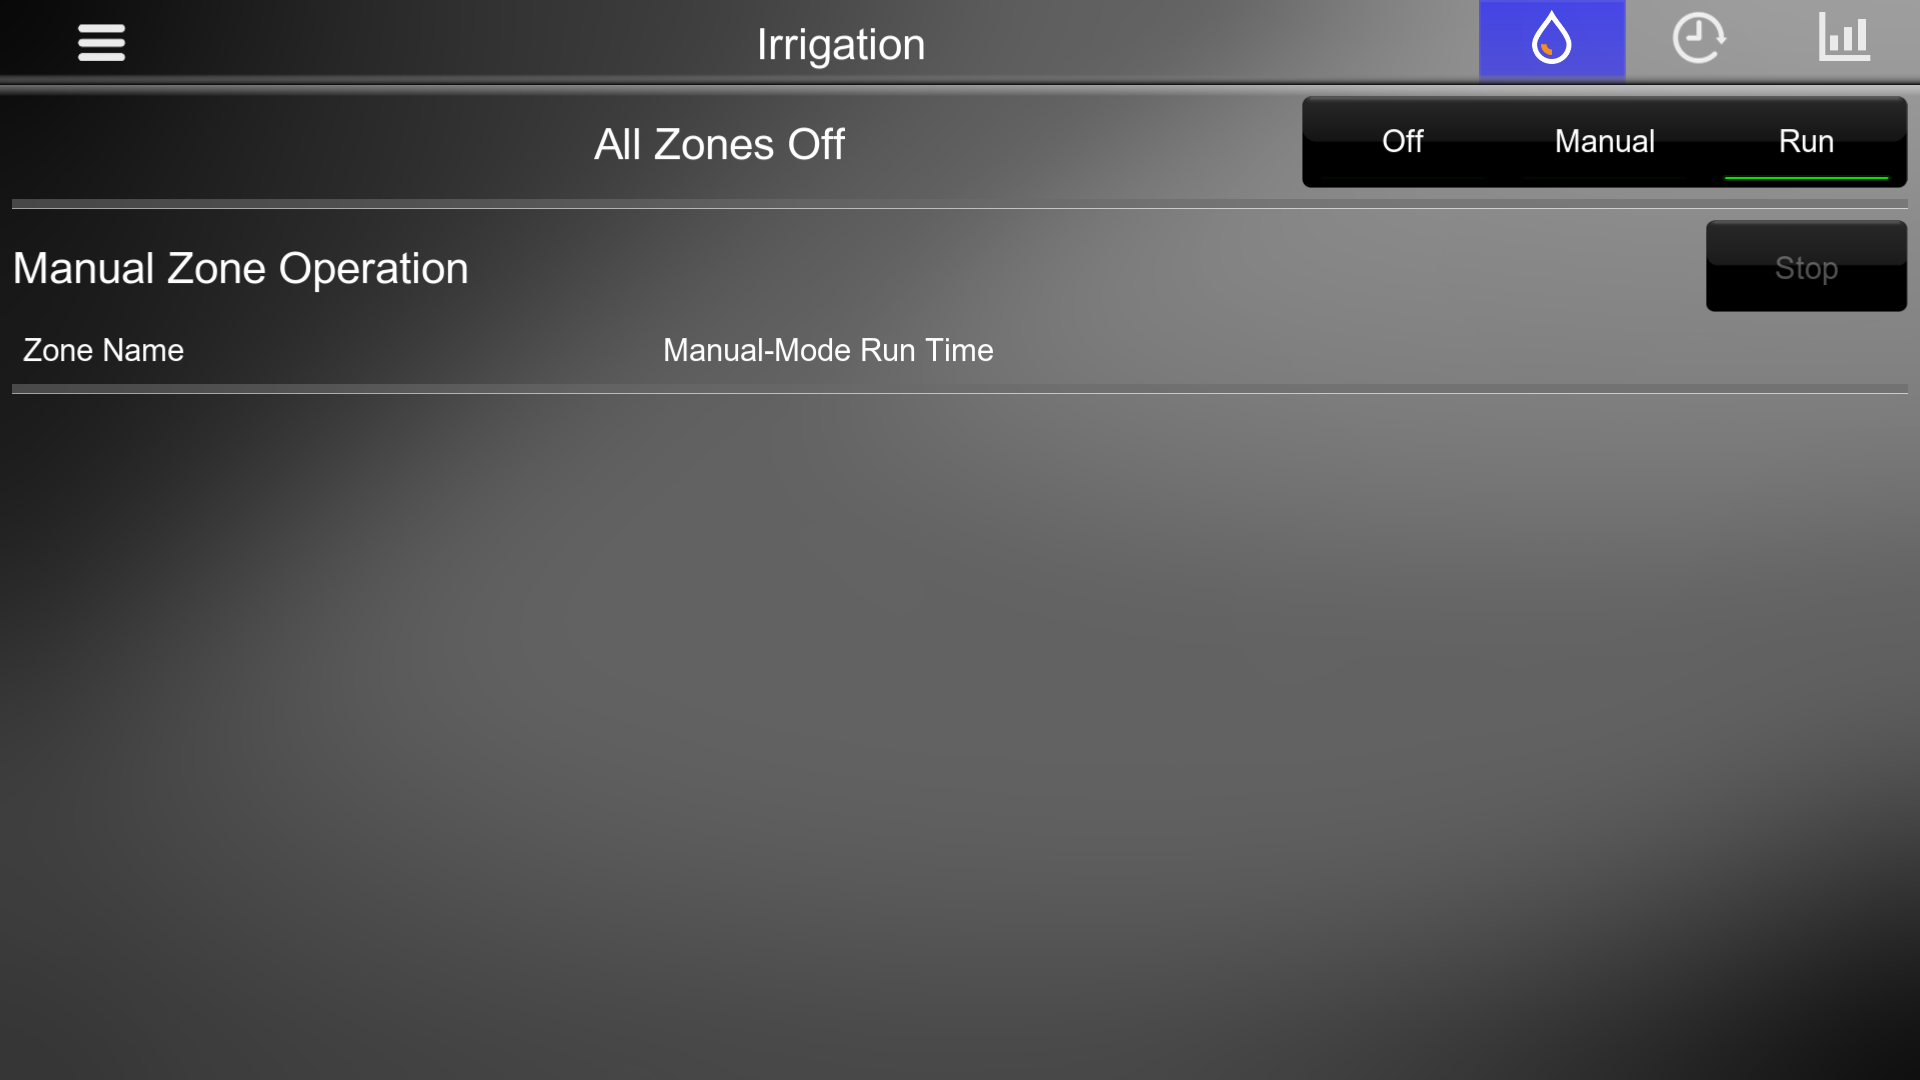 Irrigation
All Zones Off
Off Manual Run
Manual Zone Operation
Stop
Zone Name Manual-Mode Run Time